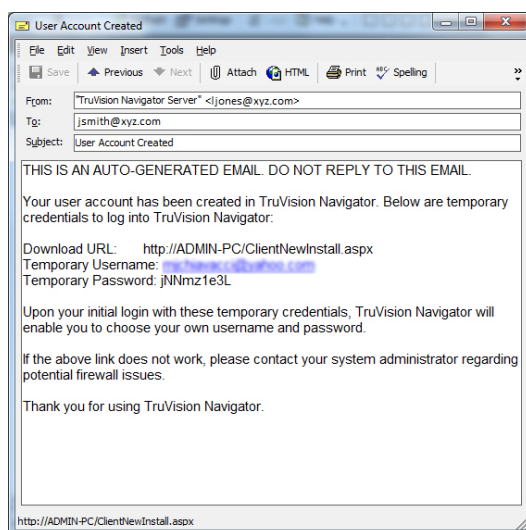 User Account Created
File Edit View Insert Tools Help
Save Previous Next Attach HTML Print Spelling
From: "TruVision Navigator Server" <ljones@xyz.com>
To: jsmith@xyz.com
Subject: User Account Created
THIS IS AN AUTO-GENERATED EMAIL. DO NOT REPLY TO THIS EMAIL.
Your user account has been created in TruVision Navigator. Below are temporary
credentials to log into TruVision Navigator:
Download URL: http://ADMIN-PC/ClientNewInstall.aspx
Temporary Username:
Temporary Password: jNNmz1e3L
Upon your initial login with these temporary credentials, TruVision Navigator will
enable you to choose your own username and password.
If the above link does not work, please contact your system administrator regarding
potential firewall issues.
Thank you for using TruVision Navigator.
http://ADMIN-PC/ClientNewInstall.aspx